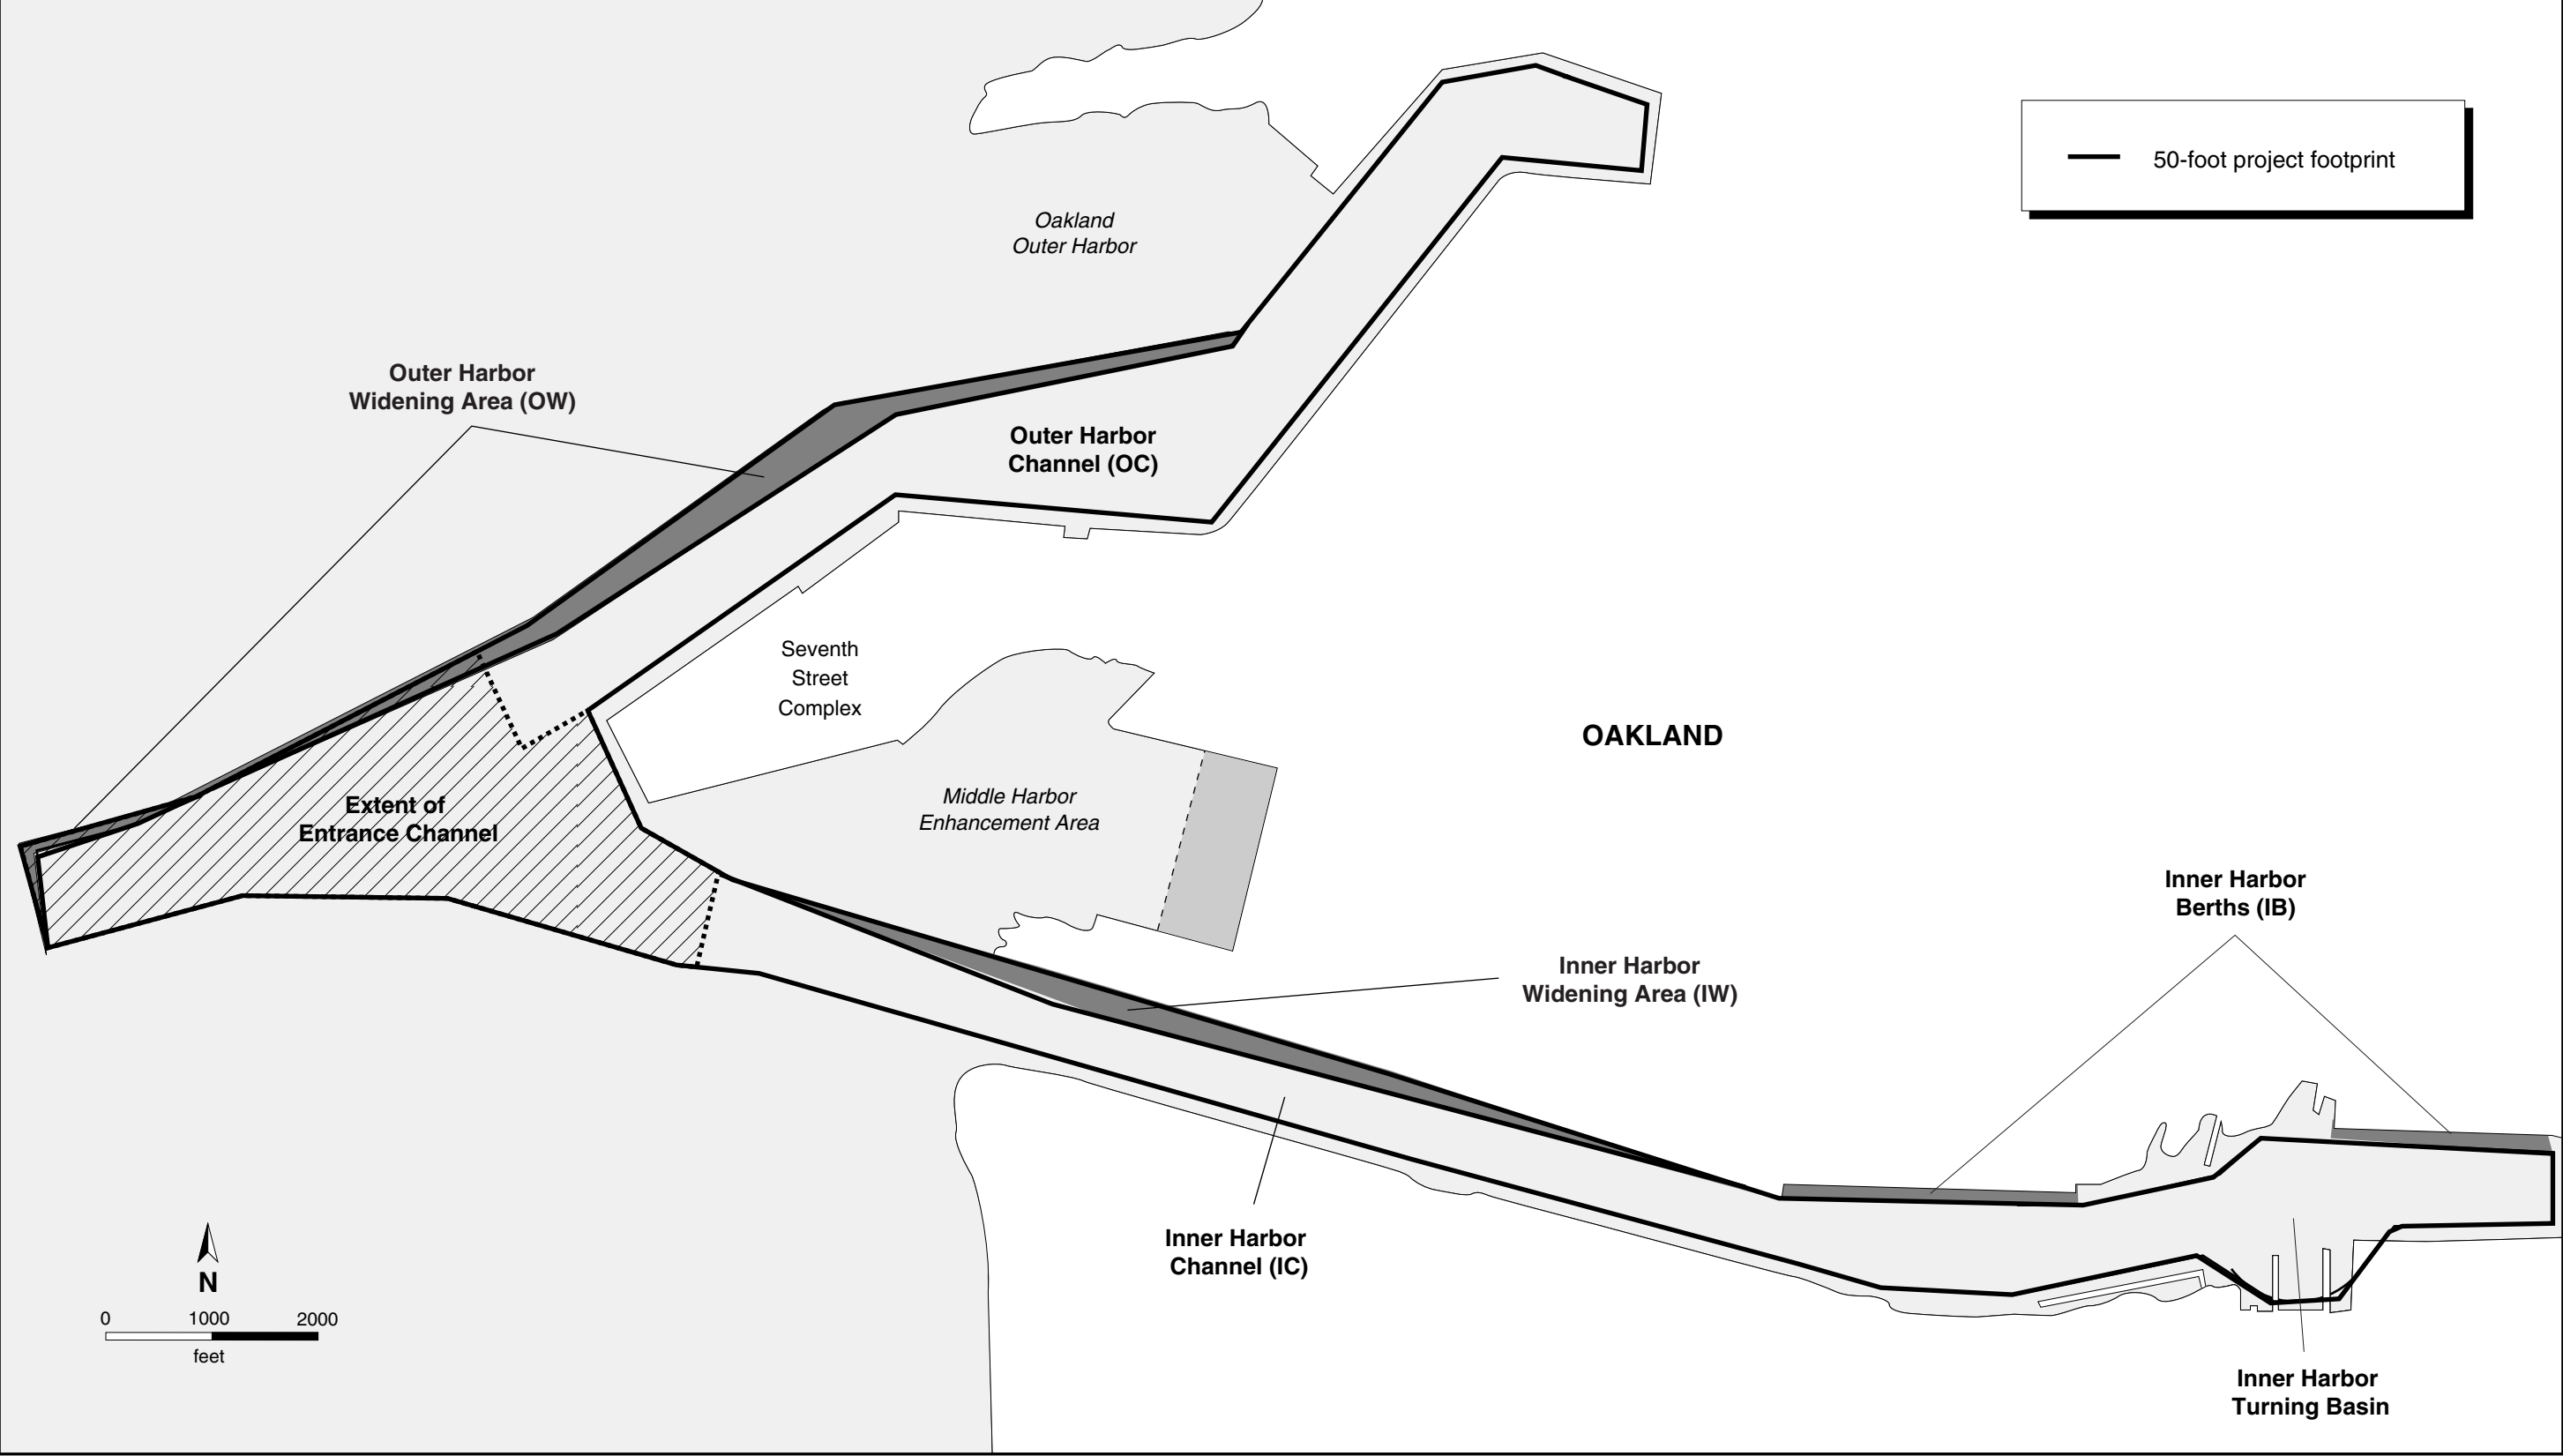 50-foot project footprint
Oakland
Outer Harbor
Outer Harbor
Widening Area (OW)
Outer Harbor
Channel (OC)
Seventh
Street
Complex
OAKLAND
Middle Harbor
Enhancement Area
Extent of
Entrance Channel
Inner Harbor
Berths (IB)
Inner Harbor
Widening Area (IW)
Inner Harbor
Channel (IC)
N
0 1000 2000
feet
Inner Harbor
Turning Basin